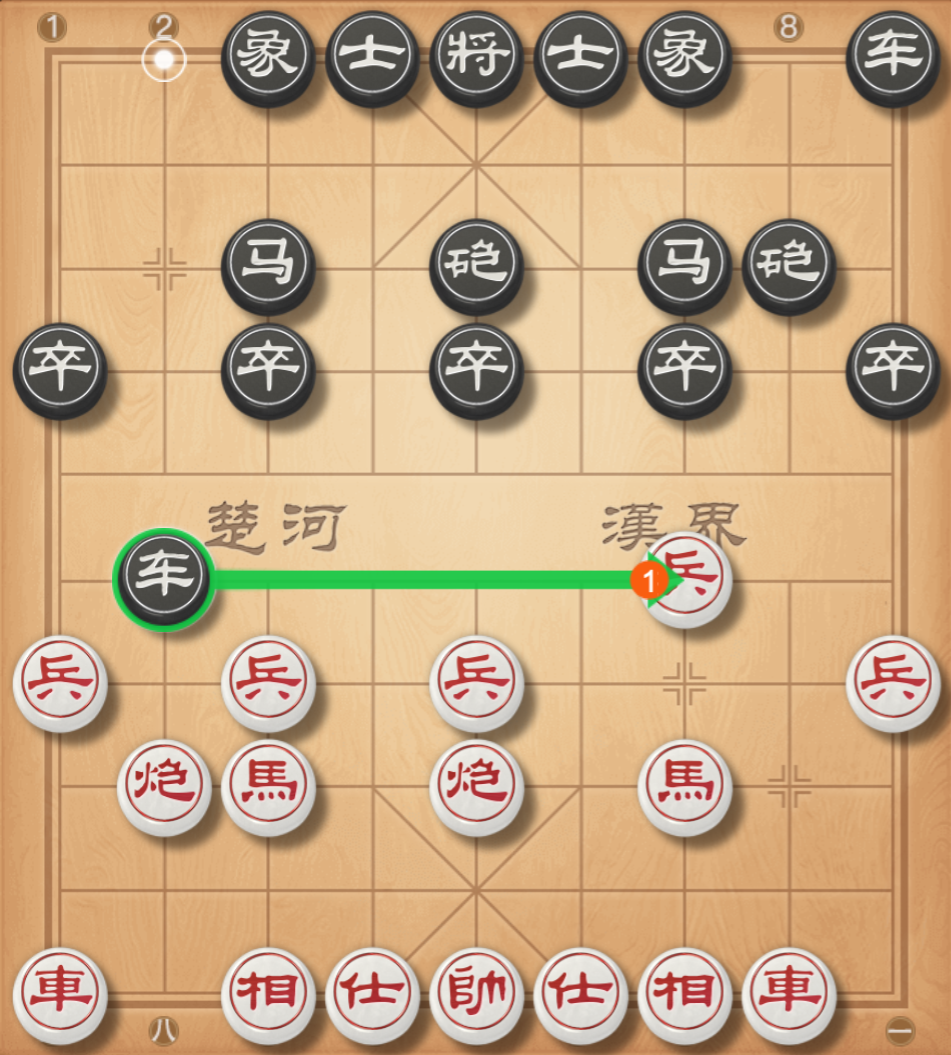 1 2 8
象 士 将 士 象 车
马 砲 马 砲
卒 卒 卒 卒 卒
楚河 漢界
车 1 兵
兵 兵 兵 兵
炮 馬 炮 馬
車 相 仕 帥 仕 相 車
八 一